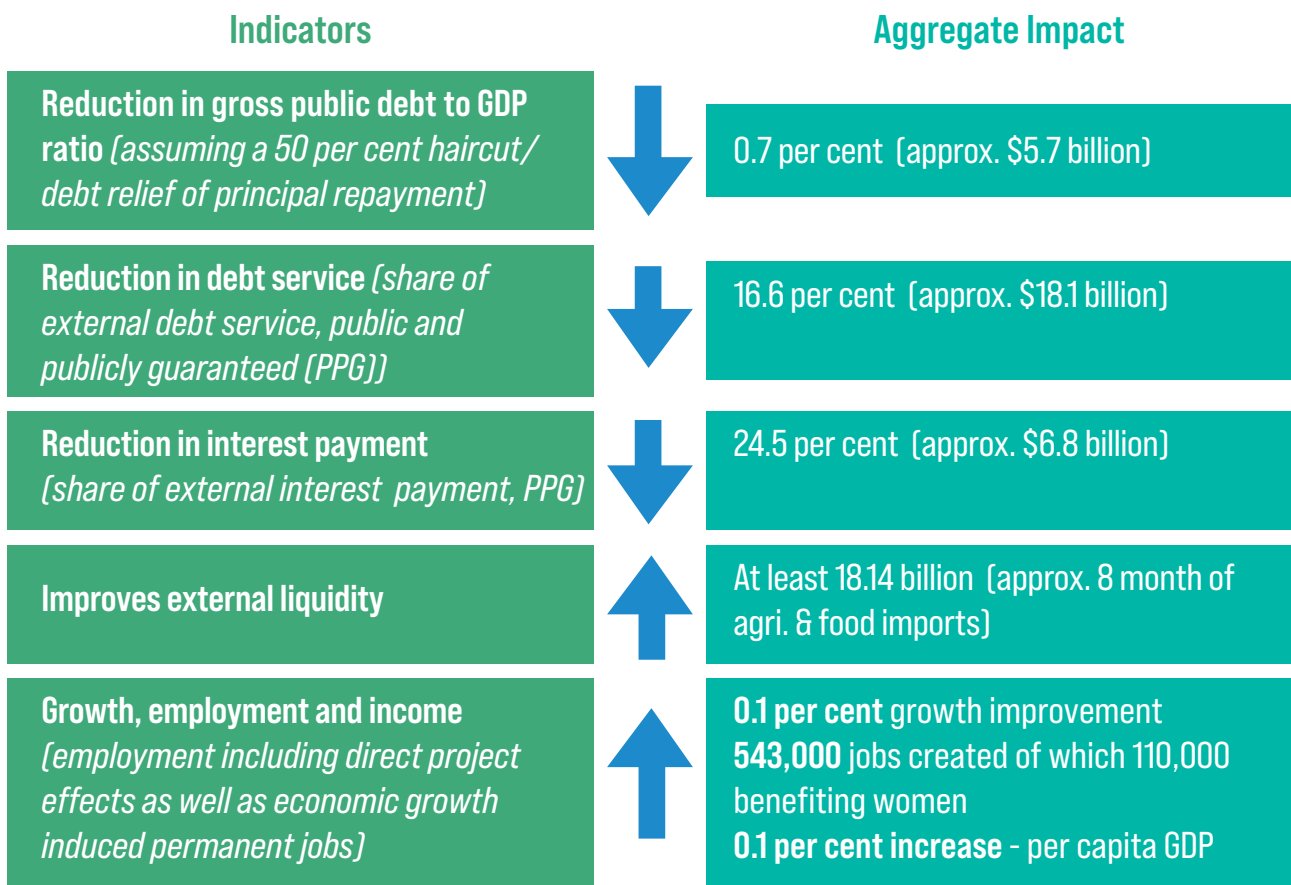 Indicators
Aggregate Impact
Reduction in gross public debt to GDP
ratio (assuming a 50 per cent haircut/
debt relief of principal repayment)
0.7 per cent (approx. $5.7 billion)
Reduction in debt service (share of
external debt service, public and
publicly guaranteed (PPG))
16.6 per cent (approx. $18.1 billion)
Reduction in interest payment
(share of external interest payment, PPG)
24.5 per cent (approx. $6.8 billion)
Improves external liquidity
At least 18.14 billion (approx. 8 month of
agri. & food imports)
Growth, employment and income
(employment including direct project
effects as well as economic growth
induced permanent jobs)
0.1 per cent growth improvement
543,000 jobs created of which 110,000
benefiting women
0.1 per cent increase - per capita GDP